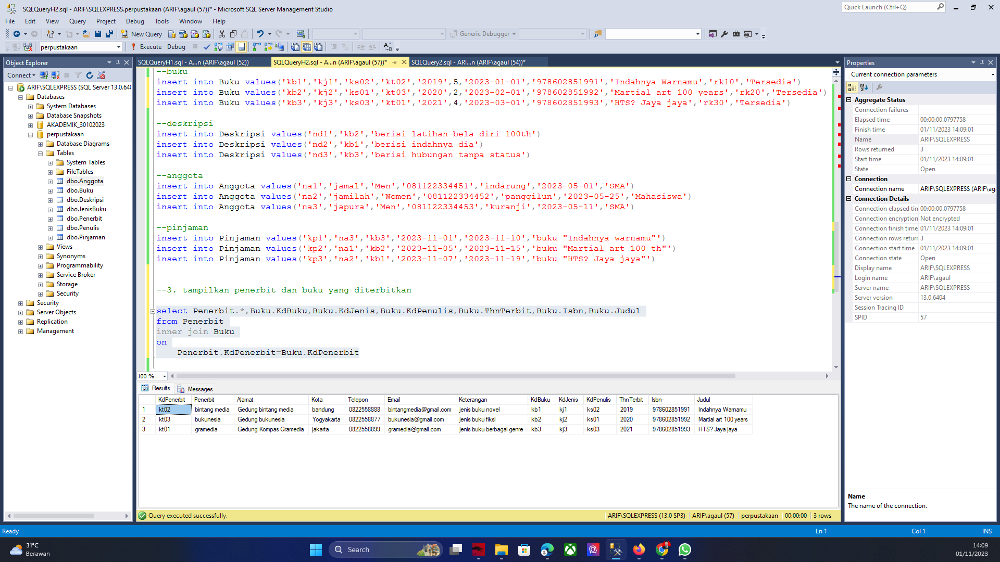 SQLQueryH2.sql - ARIF\SQLEXPRESS.perpustakaan (ARIF\agaul (57))* - Microsoft SQL Server Management Studio
Quick Launch (Ctrl+Q)
File Edit View Query Project Debug Tools Window Help
New Query
Generic Debugger
perpustakaan
Execute Debug
Object Explorer
Connect
ARIF\SQLEXPRESS (SQL Server 13.0.640
Databases
System Databases
Database Snapshots
AKADEMIK_30102023
perpustakaan
Database Diagrams
Tables
System Tables
FileTables
dbo.Anggota
dbo.Buku
dbo.Deskripsi
dbo.JenisBuku
dbo.Penerbit
dbo.Penulis
dbo.Pinjaman
Views
Synonyms
Programmability
Service Broker
Storage
Security
Security
Server Objects
Replication
Management
SQLQueryH1.sql - A...n (ARIF\agaul (52))
SQLQueryH2.sql - A...n (ARIF\agaul (57))*
SQLQuery2.sql - ARI...n (ARIF\agaul (54))*
--buku
insert into Buku values('kb1','kj1','ks02','kt02','2019',5,'2023-01-01','978602851991','Indahnya Warnamu','rk10','Tersedia')
insert into Buku values('kb2','kj2','ks01','kt03','2020',2,'2023-02-01','978602851992','Martial art 100 years','rk20','Tersedia')
insert into Buku values('kb3','kj3','ks03','kt01','2021',4,'2023-03-01','978602851993','HTS? Jaya jaya','rk30','Tersedia')
--deskripsi
insert into Deskripsi values('nd1','kb2','berisi latihan bela diri 100th')
insert into Deskripsi values('nd2','kb1','berisi indahnya dia')
insert into Deskripsi values('nd3','kb3','berisi hubungan tanpa status')
--anggota
insert into Anggota values('na1','jamal','Men','081122334451','indarung','2023-05-01','SMA')
insert into Anggota values('na2','jamilah','Women','081122334452','panggilun','2023-05-25','Mahasiswa')
insert into Anggota values('na3','japura','Men','081122334453','kuranji','2023-05-11','SMA')
--pinjaman
insert into Pinjaman values('kp1','na3','kb3','2023-11-01','2023-11-10','buku "Indahnya warnamu"')
insert into Pinjaman values('kp2','na1','kb2','2023-11-05','2023-11-15','buku "Martial art 100 th"')
insert into Pinjaman values('kp3','na2','kb1','2023-11-07','2023-11-19','buku "HTS? Jaya jaya"')
--3. tampilkan penerbit dan buku yang diterbitkan
select Penerbit.*,Buku.KdBuku,Buku.KdJenis,Buku.KdPenulis,Buku.ThnTerbit,Buku.Isbn,Buku.Judul
from Penerbit
inner join Buku
on
Penerbit.KdPenerbit=Buku.KdPenerbit
100 %
Results Messages
KdPenerbit Penerbit Alamat Kota Telepon Email Keterangan KdBuku KdJenis KdPenulis ThnTerbit Isbn Judul
1 kt02 bintang media Gedung bintang media bandung 0822558888 bintangmedia@gmail.com jenis buku novel kb1 kj1 ks02 2019 978602851991 Indahnya Warnamu
2 kt03 bukunesia Gedung bukunesia Yogyakarta 0822558877 bukunesia@gmail.com jenis buku fiksi kb2 kj2 ks01 2020 978602851992 Martial art 100 years
3 kt01 gramedia Gedung Kompas Gramedia jakarta 0822558899 gramedia@gmail.com jenis buku berbagai genre kb3 kj3 ks03 2021 978602851993 HTS? Jaya jaya
Query executed successfully.
ARIF\SQLEXPRESS (13.0 SP3) ARIF\agaul (57) perpustakaan 00:00:00 3 rows
Properties
Current connection parameters
Aggregate Status
Connection failures
Elapsed time 00:00:00.0797758
Finish time 01/11/2023 14:09:01
Name ARIF\SQLEXPRESS
Rows returned 3
Start time 01/11/2023 14:09:01
State Open
Connection
Connection name ARIF\SQLEXPRESS (ARIF\ag
Connection Details
Connection elapsed tin 00:00:00.0797758
Connection encryption Not encrypted
Connection finish time 01/11/2023 14:09:01
Connection rows returr 3
Connection start time 01/11/2023 14:09:01
Connection state Open
Display name ARIF\SQLEXPRESS
Login name ARIF\agaul
Server name ARIF\SQLEXPRESS
Server version 13.0.6404
Session Tracing ID
SPID 57
Name
The name of the connection.
Ready
Ln 1 Col 1 INS
31°C
Berawan
Search
14:09
01/11/2023